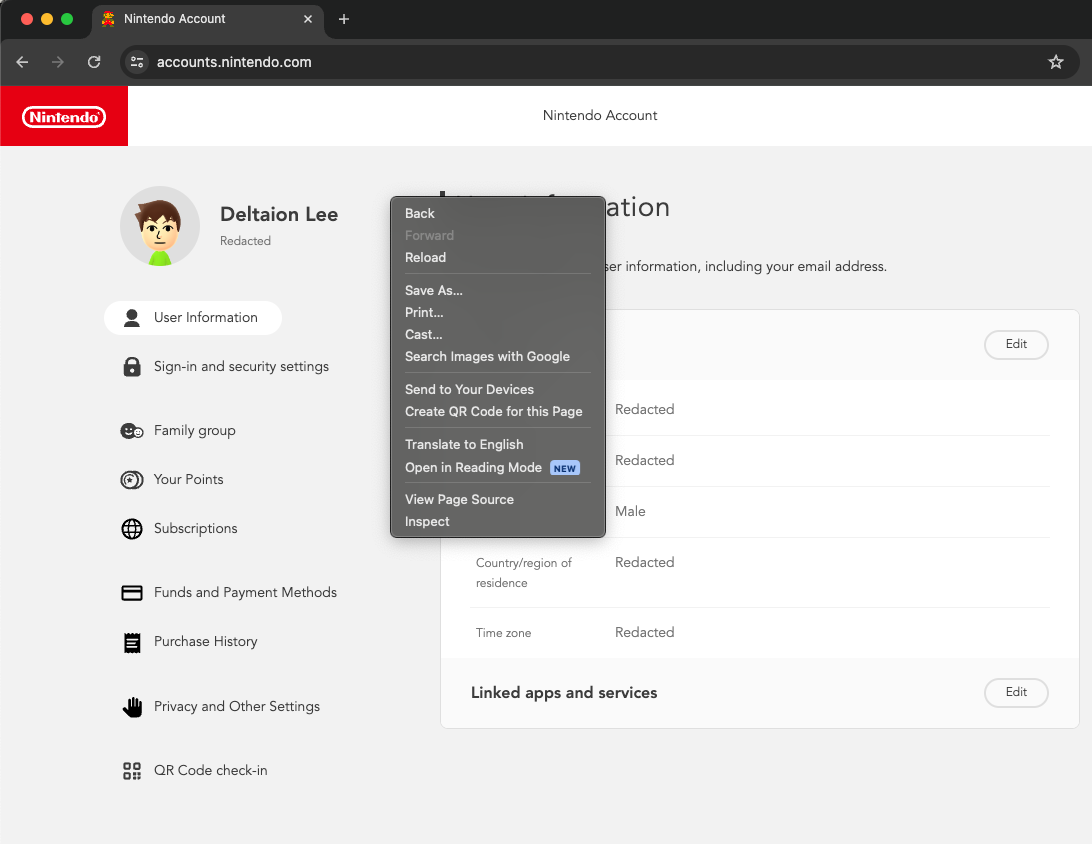 Nintendo Account
accounts.nintendo.com
Nintendo
Nintendo Account
Deltaion Lee
Redacted
User Information
Sign-in and security settings
Family group
Your Points
Subscriptions
Funds and Payment Methods
Purchase History
Privacy and Other Settings
QR Code check-in
Back
Forward
Reload
Save As...
Print...
Cast...
Search Images with Google
Send to Your Devices
Create QR Code for this Page
Translate to English
Open in Reading Mode NEW
View Page Source
Inspect
information, including your email address.
Edit
Redacted
Redacted
Male
Country/region of
residence
Redacted
Time zone
Redacted
Linked apps and services
Edit